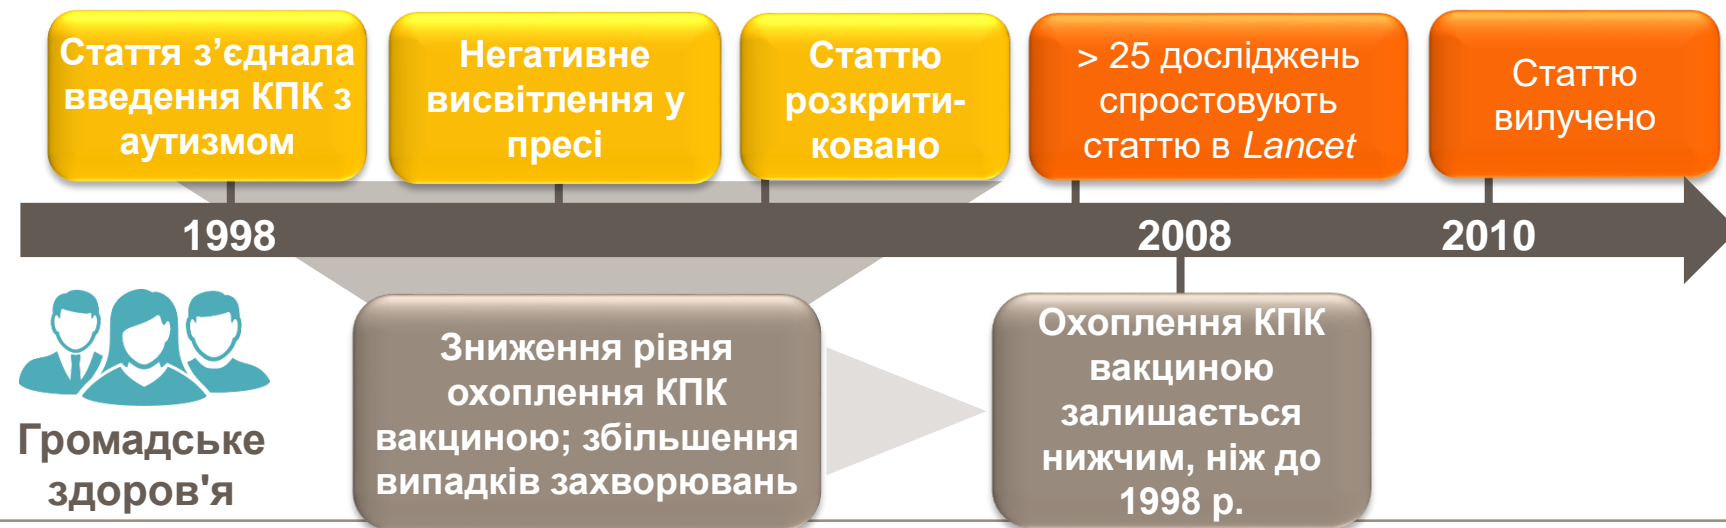 Стаття з’єднала
введення КПК з
аутизмом
Негативне
висвітлення у
пресі
Статтю
розкрити-
ковано
> 25 досліджень
спростовують
статтю в Lancet
Статтю
вилучено
1998
2008
2010
Громадське
здоров'я
Зниження рівня
охоплення КПК
вакциною; збільшення
випадків захворювань
Охоплення КПК
вакциною
залишається
нижчим, ніж до
1998 р.